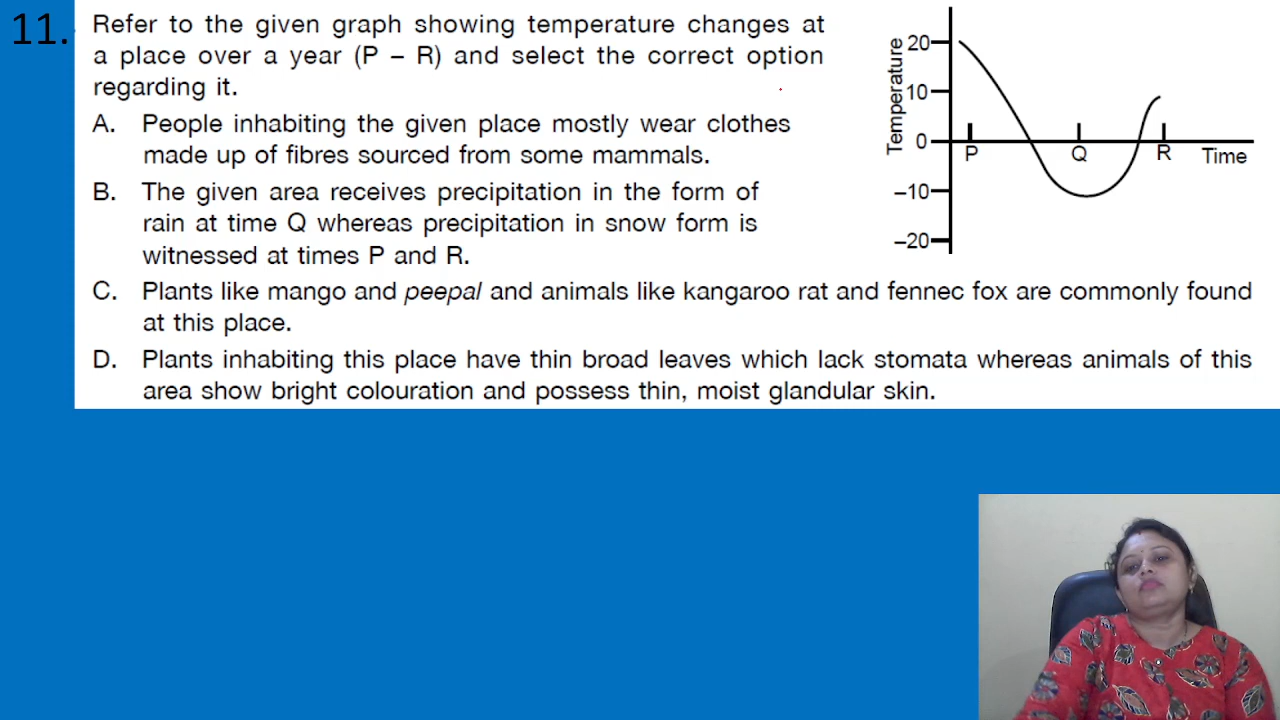 11.
Refer to the given graph showing temperature changes at
a place over a year (P – R) and select the correct option
regarding it.
A. People inhabiting the given place mostly wear clothes
made up of fibres sourced from some mammals.
B. The given area receives precipitation in the form of
rain at time Q whereas precipitation in snow form is
witnessed at times P and R.
C. Plants like mango and peepal and animals like kangaroo rat and fennec fox are commonly found
at this place.
D. Plants inhabiting this place have thin broad leaves which lack stomata whereas animals of this
area show bright colouration and possess thin, moist glandular skin.
Temperature
20
10
0
–10
–20
P Q R Time